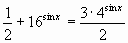 1/2 + 16^{sinx} = 3·4^{sinx}/2